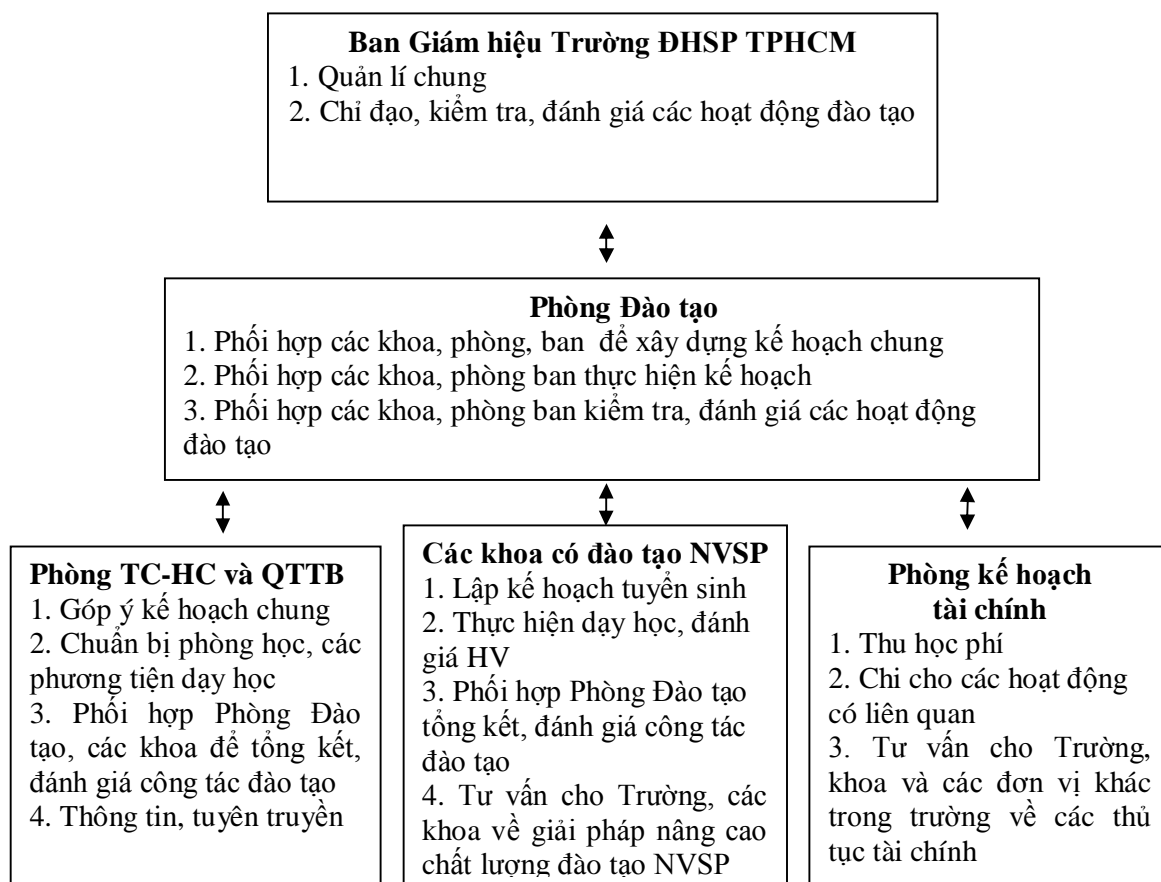 Ban Giám hiệu Trường ĐHSP TPHCM
1. Quản lí chung
2. Chỉ đạo, kiểm tra, đánh giá các hoạt động đào tạo
Phòng Đào tạo
1. Phối hợp các khoa, phòng, ban để xây dựng kế hoạch chung
2. Phối hợp các khoa, phòng ban thực hiện kế hoạch
3. Phối hợp các khoa, phòng ban kiểm tra, đánh giá các hoạt động
đào tạo
Phòng TC-HC và QTTB
1. Góp ý kế hoạch chung
2. Chuẩn bị phòng học, các
phương tiện dạy học
3. Phối hợp Phòng Đào
tạo, các khoa để tổng kết,
đánh giá công tác đào tạo
4. Thông tin, tuyên truyền
Các khoa có đào tạo NVSP
1. Lập kế hoạch tuyển sinh
2. Thực hiện dạy học, đánh
giá HV
3. Phối hợp Phòng Đào tạo
tổng kết, đánh giá công tác
đào tạo
4. Tư vấn cho Trường, các
khoa về giải pháp nâng cao
chất lượng đào tạo NVSP
Phòng kế hoạch
tài chính
1. Thu học phí
2. Chi cho các hoạt động
có liên quan
3. Tư vấn cho Trường,
khoa và các đơn vị khác
trong trường về các thủ
tục tài chính